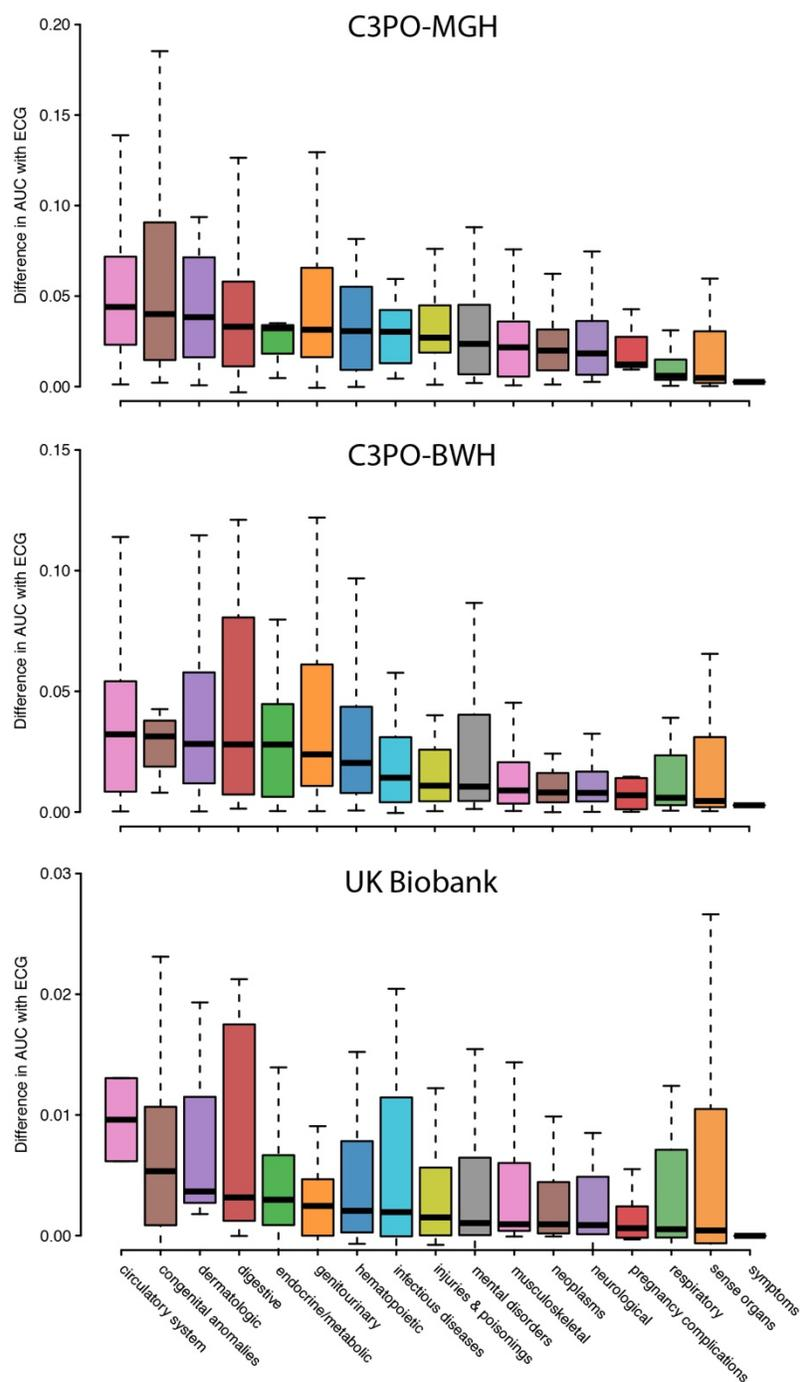 C3PO-MGH
Difference in AUC with ECG
0.20
0.15
0.10
0.05
0.00
C3PO-BWH
Difference in AUC with ECG
0.15
0.10
0.05
0.00
UK Biobank
Difference in AUC with ECG
0.03
0.02
0.01
0.00
circulatory system
congenital anomalies
dermatologic
digestive
endocrine/metabolic
genitourinary
hematopoietic
infectious diseases
injuries & poisonings
mental disorders
musculoskeletal
neoplasms
neurological
pregnancy complications
respiratory
sense organs
symptoms